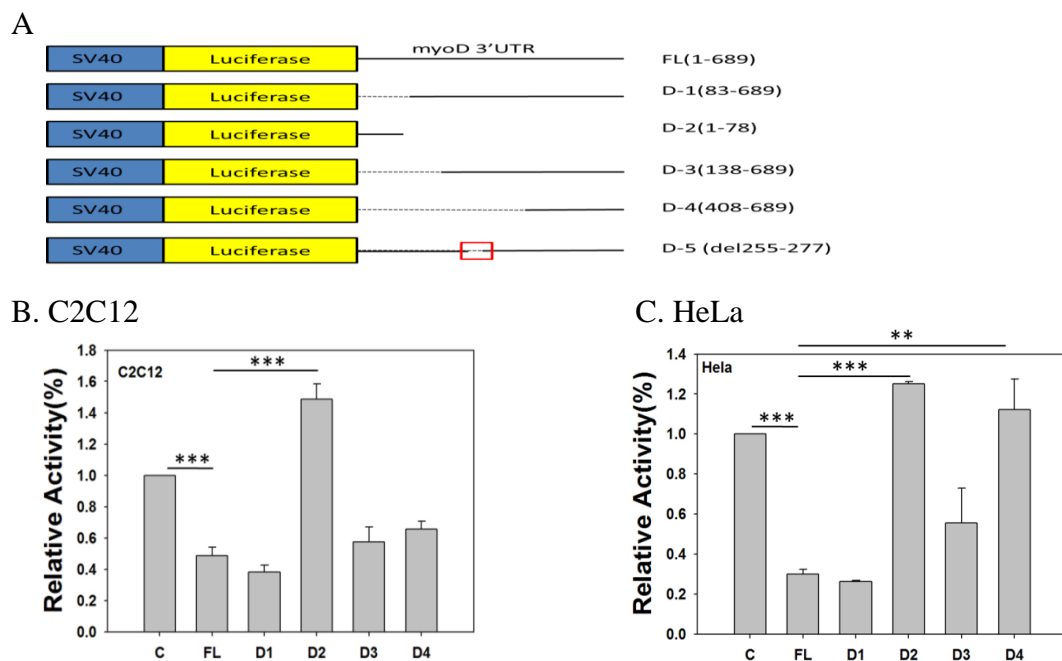 A
myoD 3’UTR
SV40 Luciferase FL(1-689)
SV40 Luciferase D-1(83-689)
SV40 Luciferase D-2(1-78)
SV40 Luciferase D-3(138-689)
SV40 Luciferase D-4(408-689)
SV40 Luciferase D-5 (del255-277)
B. C2C12
Relative Activity(%)
1.8
1.6
1.4
1.2
1.0
0.8
0.6
0.4
0.2
0.0
C2C12
***
***
C FL D1 D2 D3 D4
C. HeLa
Relative Activity(%)
1.4
1.2
1.0
0.8
0.6
0.4
0.2
0.0
Hela
**
***
***
C FL D1 D2 D3 D4